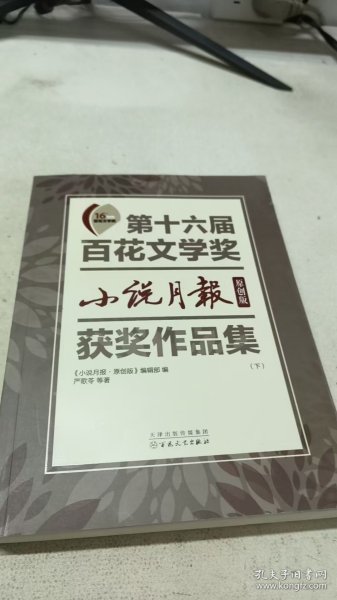 16
第十六届
百花文学奖
小说月報
原创版
获奖作品集
（下）
《小说月报·原创版》编辑部 编
严歌苓 等著
天津出版传媒集团
百花文艺出版社
孔夫子旧书网